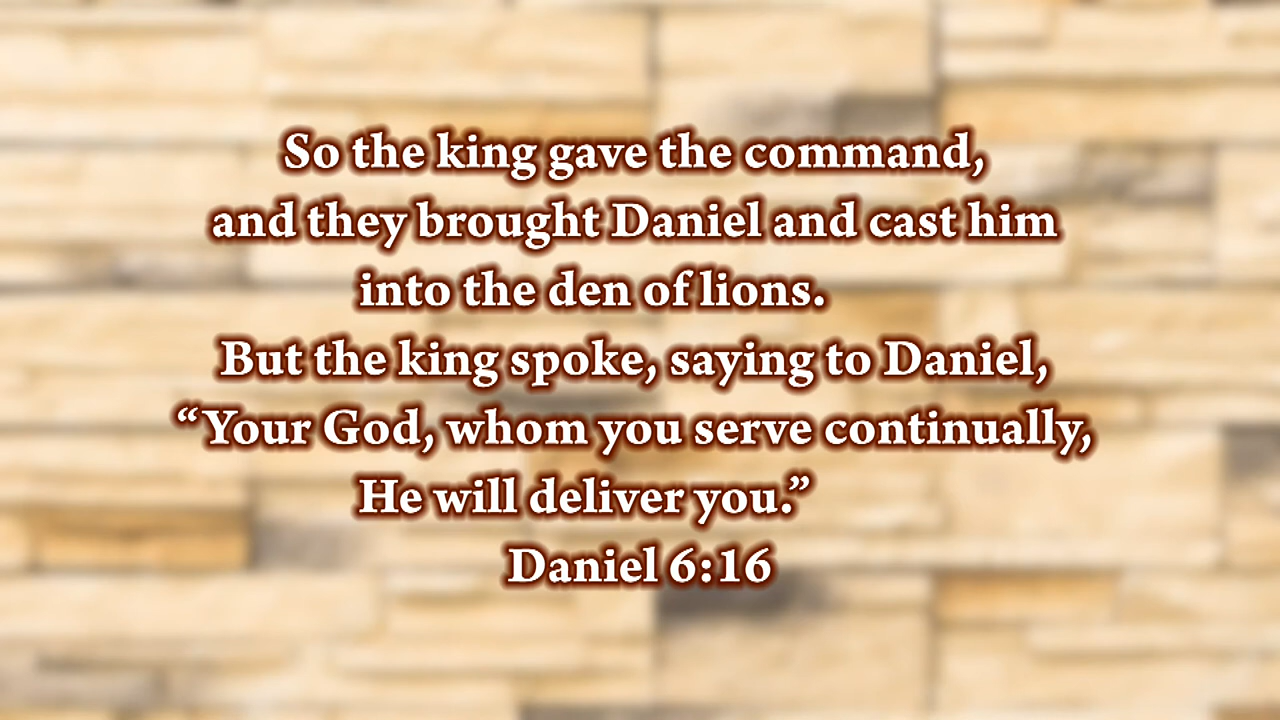 So the king gave the command,
and they brought Daniel and cast him
into the den of lions.
But the king spoke, saying to Daniel,
“Your God, whom you serve continually,
He will deliver you.”
Daniel 6:16